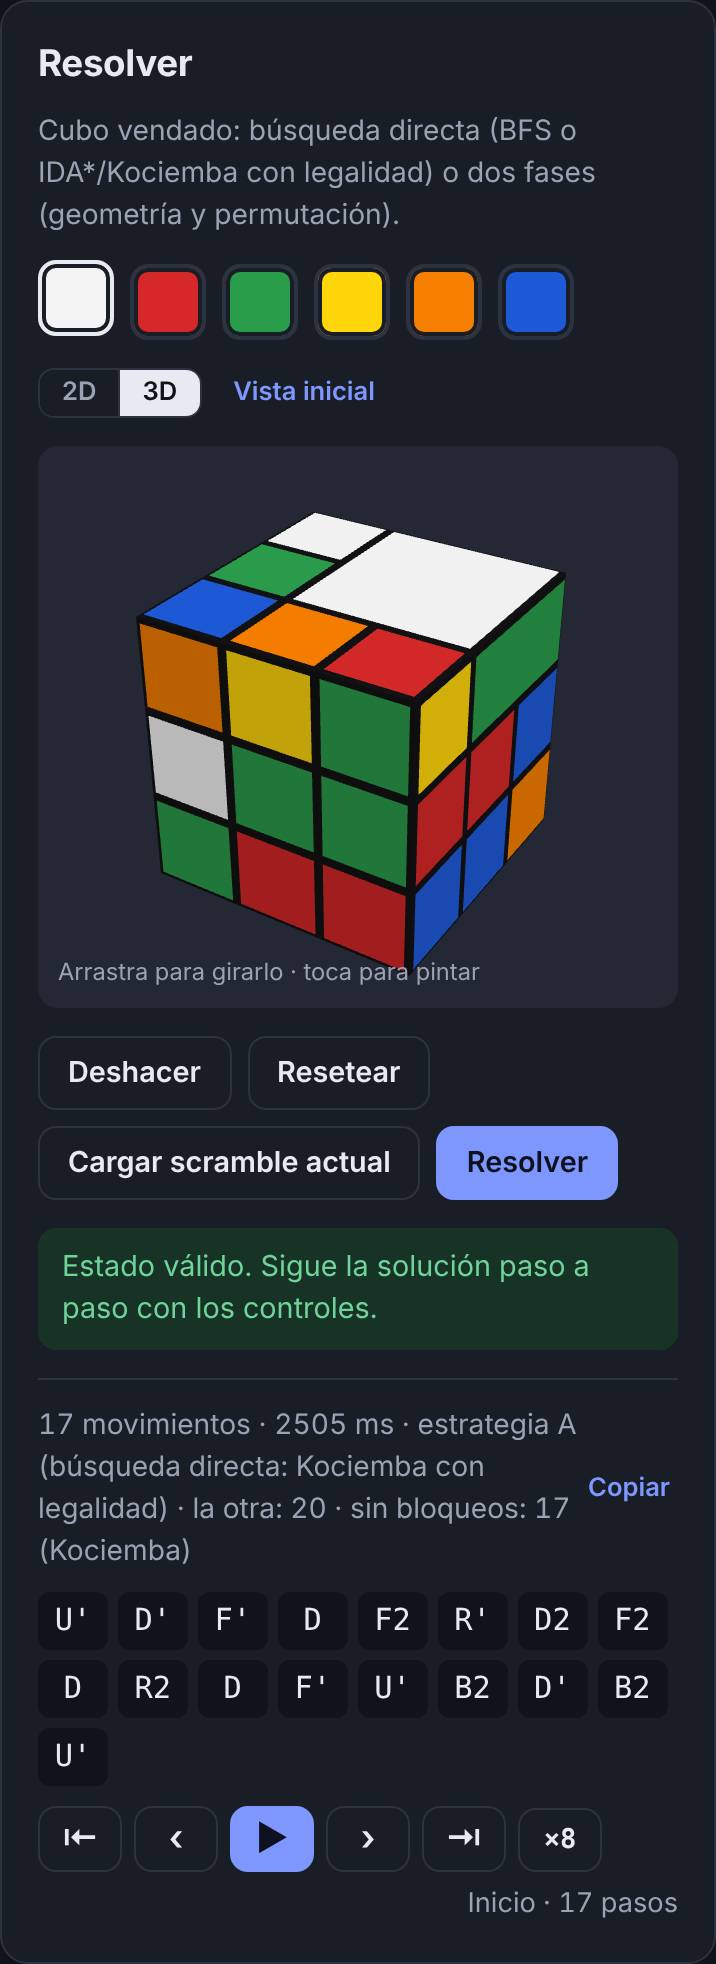 Resolver
Cubo vendado: búsqueda directa (BFS o
IDA*/Kociemba con legalidad) o dos fases
(geometría y permutación).
2D 3D Vista inicial
Arrastra para girarlo · toca para pintar
Deshacer Resetear
Cargar scramble actual Resolver
Estado válido. Sigue la solución paso a
paso con los controles.
17 movimientos · 2505 ms · estrategia A
(búsqueda directa: Kociemba con
legalidad) · la otra: 20 · sin bloqueos: 17
(Kociemba)
Copiar
U' D' F' D F2 R' D2 F2
D R2 D F' U' B2 D' B2
U'
×8
Inicio · 17 pasos